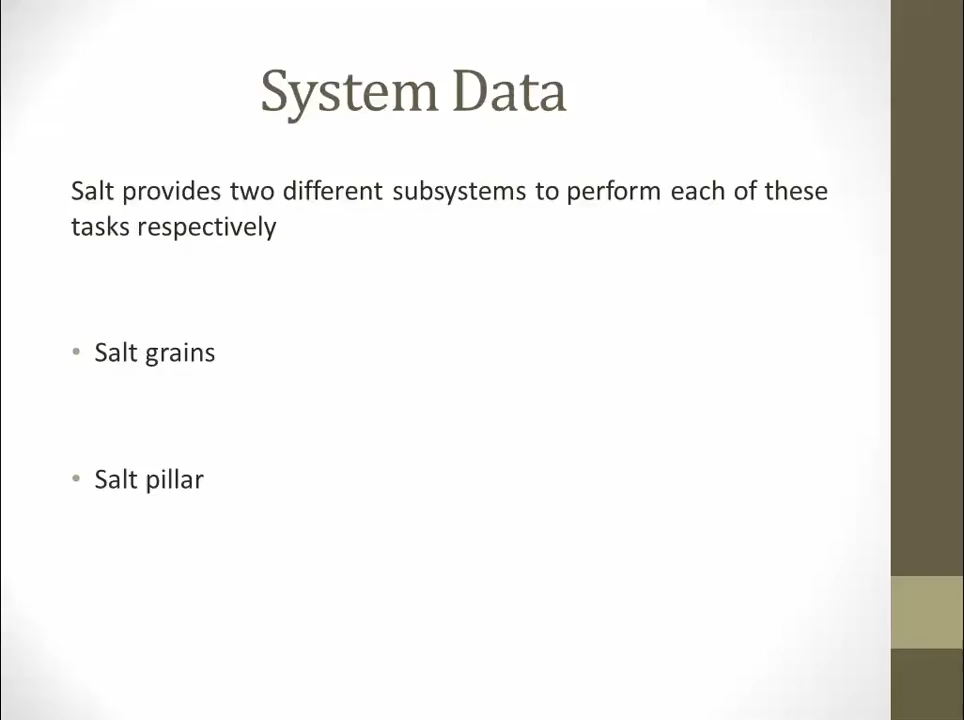 System Data
Salt provides two different subsystems to perform each of these
tasks respectively
• Salt grains
• Salt pillar